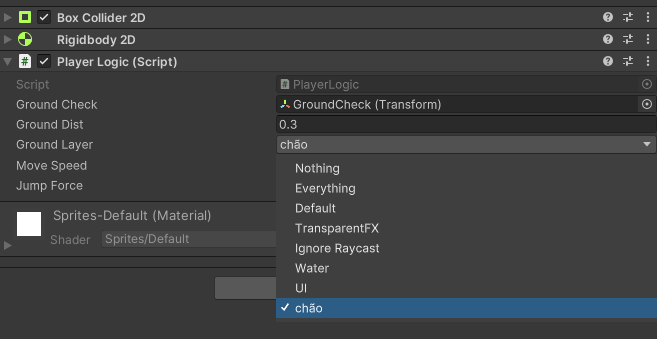 Box Collider 2D
Rigidbody 2D
# Player Logic (Script)
Script # PlayerLogic
Ground Check GroundCheck (Transform)
Ground Dist 0.3
Ground Layer chão
Move Speed
Jump Force
Nothing
Everything
Default
TransparentFX
Ignore Raycast
Water
UI
chão
Sprites-Default (Material)
Shader Sprites/Default